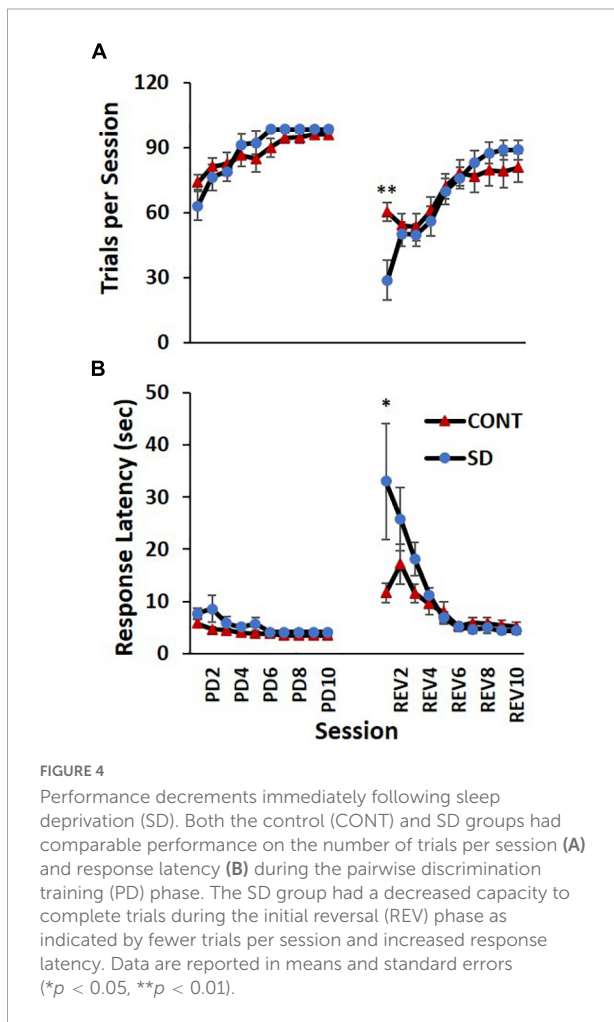 A
120
90
60
30
0
Trials per Session
**
B
50
40
30
20
10
0
Response Latency (sec)
*
CONT
SD
PD2
PD4
PD6
PD8
PD10
REV2
REV4
REV6
REV8
REV10
Session
FIGURE 4
Performance decrements immediately following sleep
deprivation (SD). Both the control (CONT) and SD groups had
comparable performance on the number of trials per session (A)
and response latency (B) during the pairwise discrimination
training (PD) phase. The SD group had a decreased capacity to
complete trials during the initial reversal (REV) phase as
indicated by fewer trials per session and increased response
latency. Data are reported in means and standard errors
(*p < 0.05, **p < 0.01).